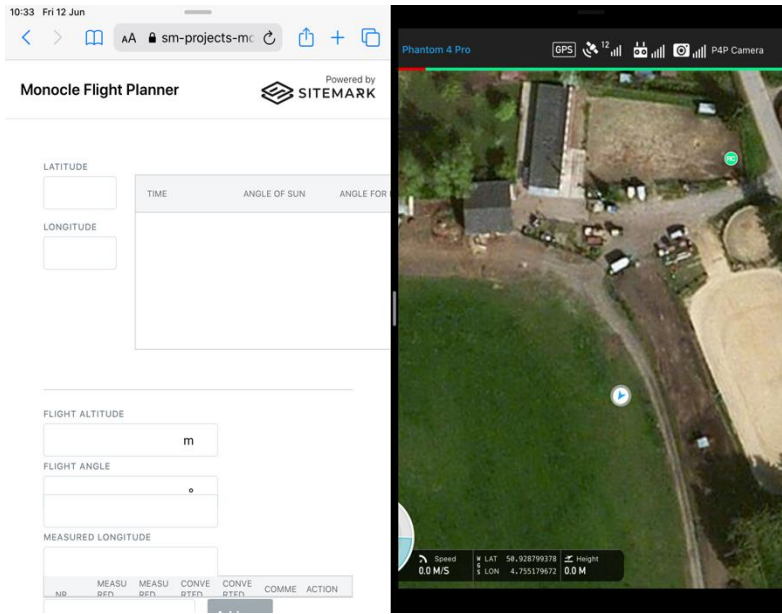 10:33 Fri 12 Jun
AA sm-projects-mc
Monocle Flight Planner
Powered by
SITEMARK
LATITUDE
TIME ANGLE OF SUN ANGLE FOR
LONGITUDE
FLIGHT ALTITUDE
m
FLIGHT ANGLE
°
MEASURED LONGITUDE
NR MEASU RED MEASU RED CONVE RTED CONVE RTED COMME ACTION
Phantom 4 Pro GPS 12 P4P Camera
RC
Speed W LAT 50.928799378 Height
G
0.0 M/S S LON 4.755179672 0.0 M